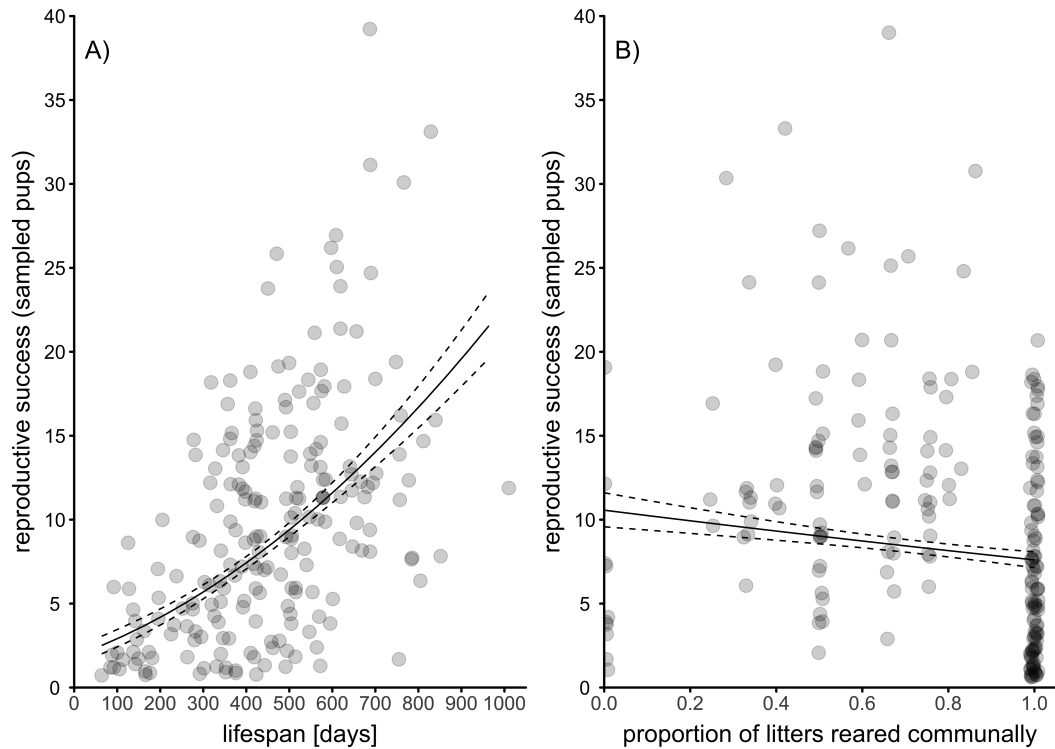 A)
reproductive success (sampled pups)
40
35
30
25
20
15
10
5
0
0 100 200 300 400 500 600 700 800 900 1000
lifespan [days]
B)
reproductive success (sampled pups)
40
35
30
25
20
15
10
5
0
0.0 0.2 0.4 0.6 0.8 1.0
proportion of litters reared communally